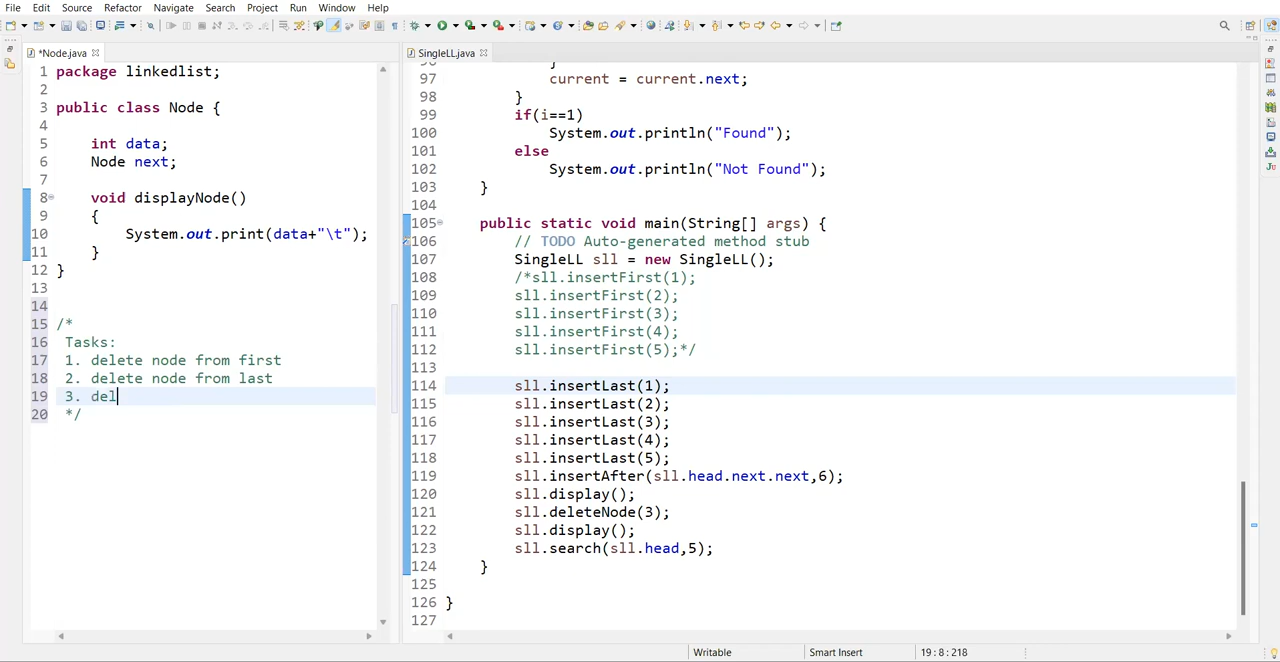 File Edit Source Refactor Navigate Search Project Run Window Help
*Node.java
1 package linkedlist;
2
3 public class Node {
4
5 int data;
6 Node next;
7
8 void displayNode()
9 {
10 System.out.print(data+"\t");
11 }
12 }
13
14
15 /*
16 Tasks:
17 1. delete node from first
18 2. delete node from last
19 3. del
20 */
SingleLL.java
96 }
97 current = current.next;
98 }
99 if(i==1)
100 System.out.println("Found");
101 else
102 System.out.println("Not Found");
103 }
104
105 public static void main(String[] args) {
106 // TODO Auto-generated method stub
107 SingleLL sll = new SingleLL();
108 /*sll.insertFirst(1);
109 sll.insertFirst(2);
110 sll.insertFirst(3);
111 sll.insertFirst(4);
112 sll.insertFirst(5);*/
113
114 sll.insertLast(1);
115 sll.insertLast(2);
116 sll.insertLast(3);
117 sll.insertLast(4);
118 sll.insertLast(5);
119 sll.insertAfter(sll.head.next.next,6);
120 sll.display();
121 sll.deleteNode(3);
122 sll.display();
123 sll.search(sll.head,5);
124 }
125
126 }
127
Writable Smart Insert 19 : 8 : 218